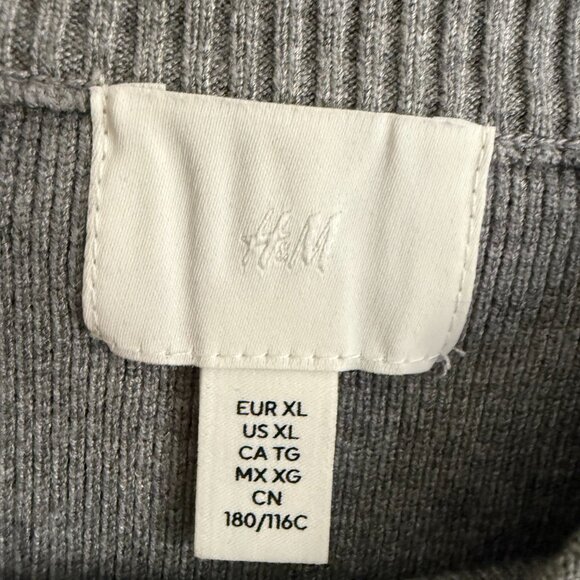 H&M
EUR XL
US XL
CA TG
MX XG
CN
180/116C